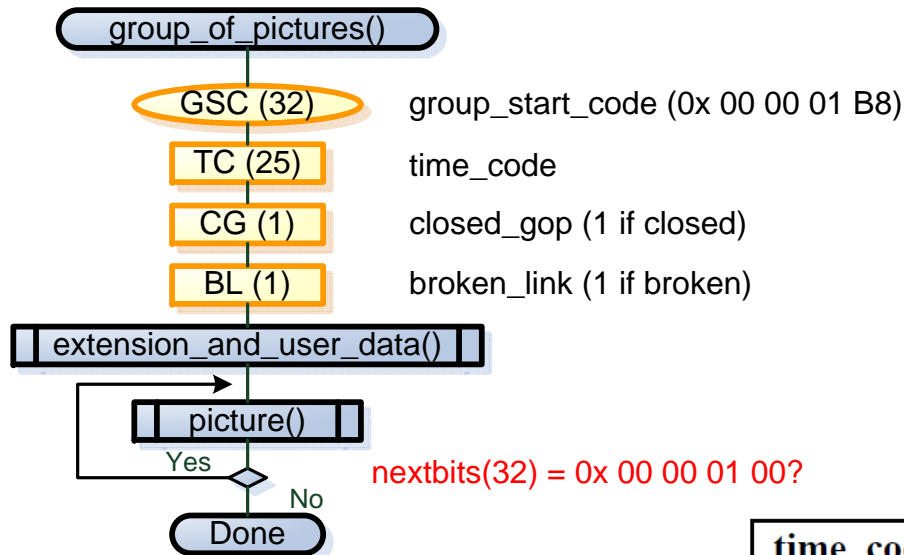 group_of_pictures()
GSC (32) group_start_code (0x 00 00 01 B8)
TC (25) time_code
CG (1) closed_gop (1 if closed)
BL (1) broken_link (1 if broken)
extension_and_user_data()
picture()
Yes
nextbits(32) = 0x 00 00 01 00?
No
Done